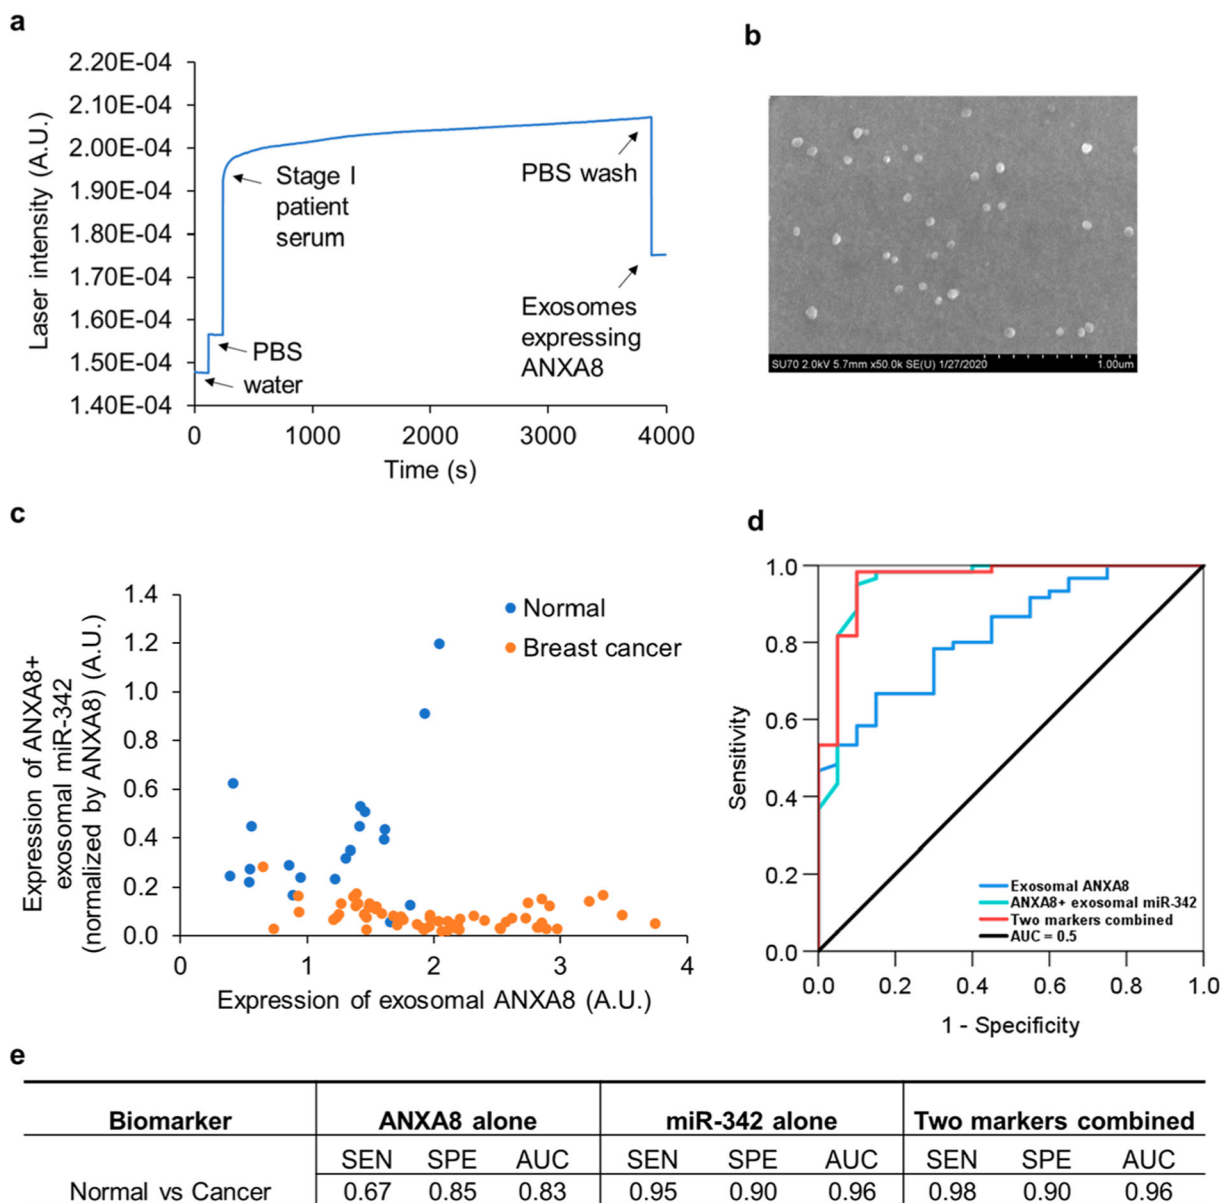 a
2.20E-04
2.10E-04
2.00E-04
1.90E-04
1.80E-04
1.70E-04
1.60E-04
1.50E-04
1.40E-04
Laser intensity (A.U.)
0 1000 2000 3000 4000
Time (s)
water
PBS
Stage I
patient
serum
PBS wash
Exosomes
expressing
ANXA8
b
SU70 2.0kV 5.7mm x50.0k SE(U) 1/27/2020 1.00um
c
1.4
1.2
1.0
0.8
0.6
0.4
0.2
0.0
Expression of ANXA8+
exosomal miR-342
(normalized by ANXA8) (A.U.)
Normal
Breast cancer
0 1 2 3 4
Expression of exosomal ANXA8 (A.U.)
d
1.0
0.8
0.6
0.4
0.2
0.0
Sensitivity
Exosomal ANXA8
ANXA8+ exosomal miR-342
Two markers combined
AUC = 0.5
0.0 0.2 0.4 0.6 0.8 1.0
1 - Specificity
e
Biomarker ANXA8 alone miR-342 alone Two markers combined
SEN SPE AUC SEN SPE AUC SEN SPE AUC
Normal vs Cancer 0.67 0.85 0.83 0.95 0.90 0.96 0.98 0.90 0.96